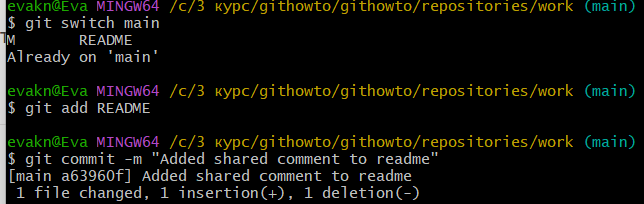 evakn@Eva MINGW64 /c/3 курс/githowto/githowto/repositories/work (main)
$ git switch main
M       README
Already on 'main'
evakn@Eva MINGW64 /c/3 курс/githowto/githowto/repositories/work (main)
$ git add README
evakn@Eva MINGW64 /c/3 курс/githowto/githowto/repositories/work (main)
$ git commit -m "Added shared comment to readme"
[main a63960f] Added shared comment to readme
 1 file changed, 1 insertion(+), 1 deletion(-)